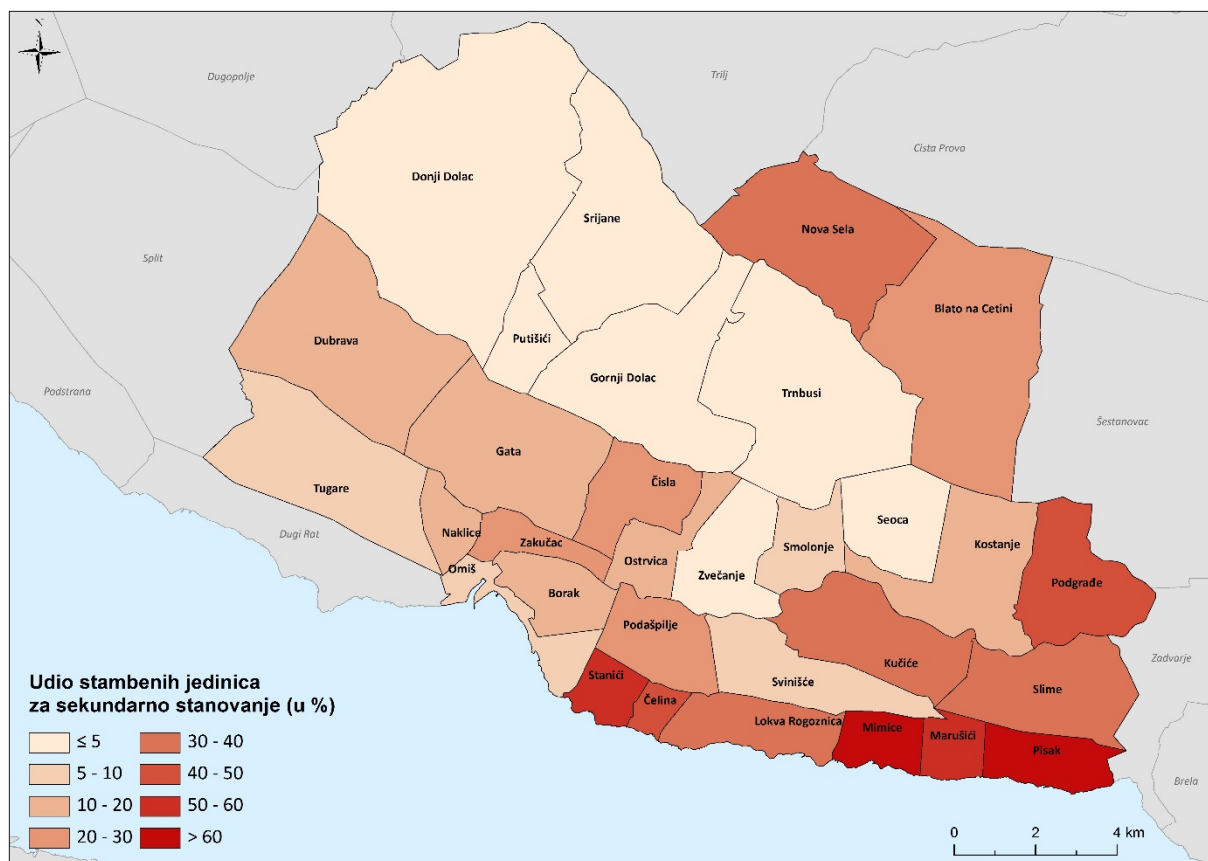 N
Dugopolje
Trilj
Cista Provo
Donji Dolac
Srijane
Nova Sela
Split
Blato na Cetini
Dubrava
Putišići
Gornji Dolac
Trnbusi
Podstrana
Šestanovac
Gata
Čisla
Tugare
Seoca
Dugi Rat
Naklice
Zakučac
Ostrvica
Smolonje
Kostanje
Omiš
Zvečanje
Podgrađe
Borak
Podašpilje
Zadvarje
Kučiće
Stanići
Svinišće
Slime
Čelina
Lokva Rogoznica
Mimice
Marušići
Pisak
Brela
Udio stambenih jedinica
za sekundarno stanovanje (u %)
≤ 5
30 - 40
5 - 10
40 - 50
10 - 20
50 - 60
20 - 30
> 60
0 2 4 km